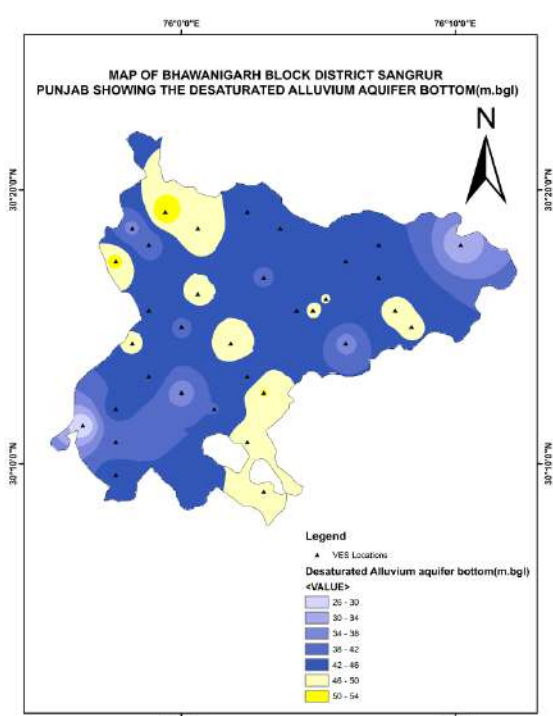 76°0'0"E 76°10'0"E
MAP OF BHAWANIGARH BLOCK DISTRICT SANGRUR
PUNJAB SHOWING THE DESATURATED ALLUVIUM AQUIFER BOTTOM(m.bgl)
N
30°20'0"N 30°20'0"N
30°10'0"N 30°10'0"N
Legend
VES Locations
Desaturated Alluvium aquifer bottom(m.bgl)
<VALUE>
26 - 30
30 - 34
34 - 38
38 - 42
42 - 46
46 - 50
50 - 54